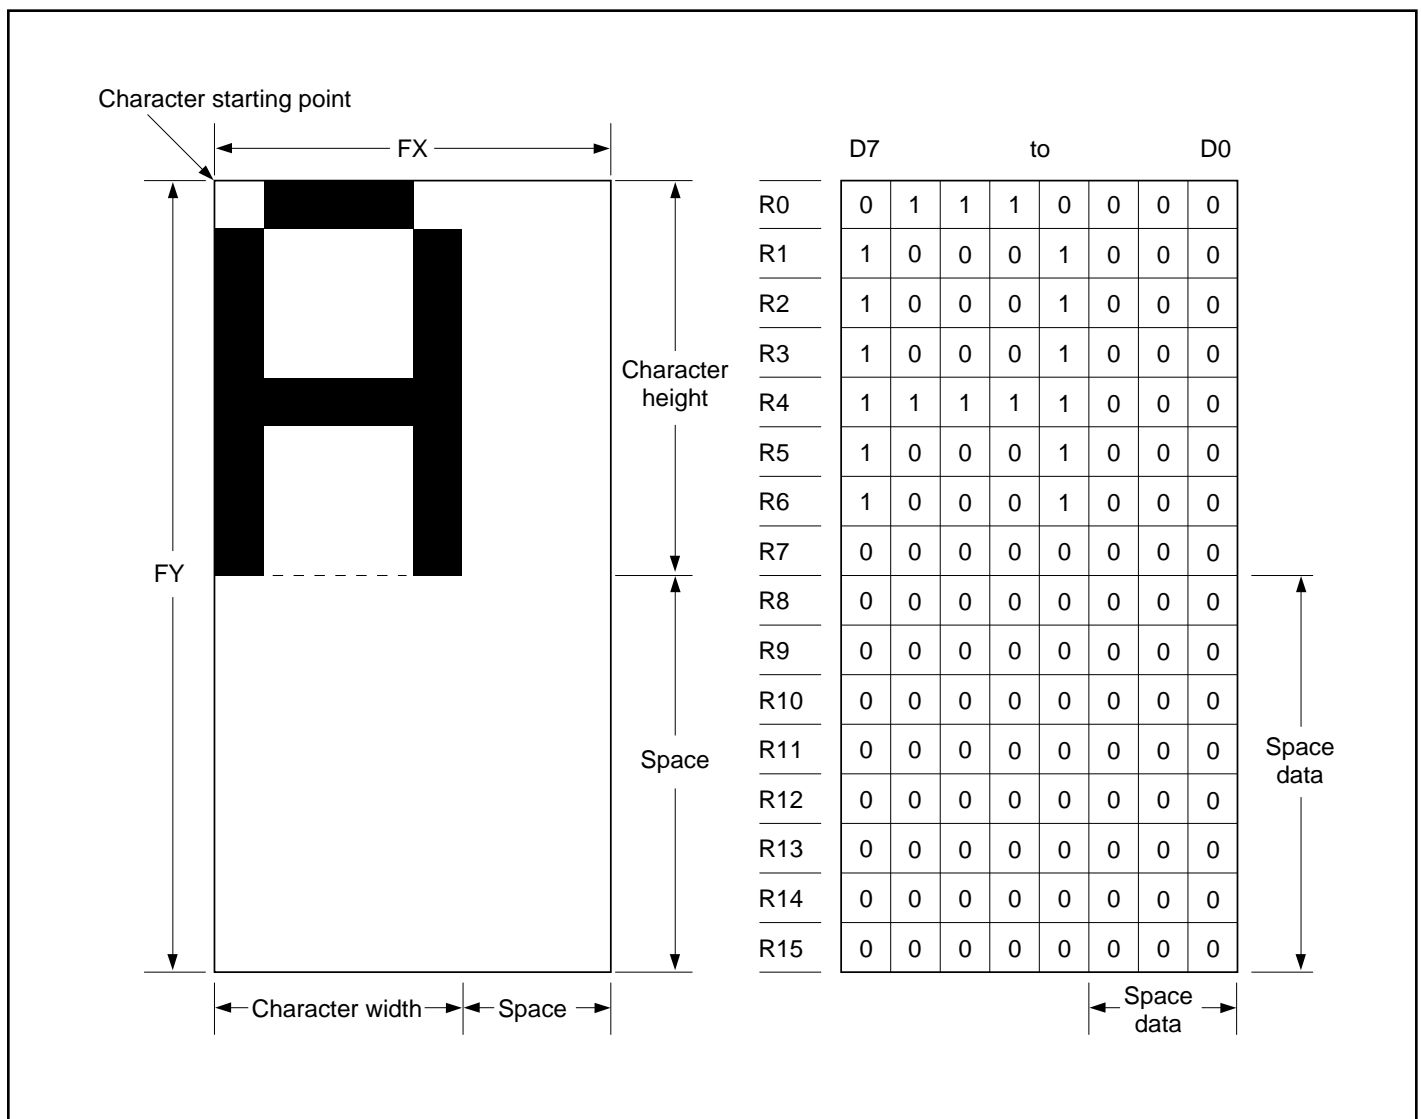 Character starting point
FX
D7 to D0
R0 0 1 1 1 0 0 0 0
R1 1 0 0 0 1 0 0 0
R2 1 0 0 0 1 0 0 0
R3 1 0 0 0 1 0 0 0
Character
height
R4 1 1 1 1 1 0 0 0
R5 1 0 0 0 1 0 0 0
R6 1 0 0 0 1 0 0 0
R7 0 0 0 0 0 0 0 0
FY
R8 0 0 0 0 0 0 0 0
R9 0 0 0 0 0 0 0 0
R10 0 0 0 0 0 0 0 0
R11 0 0 0 0 0 0 0 0
Space
Space
data
R12 0 0 0 0 0 0 0 0
R13 0 0 0 0 0 0 0 0
R14 0 0 0 0 0 0 0 0
R15 0 0 0 0 0 0 0 0
Character width Space
Space
data